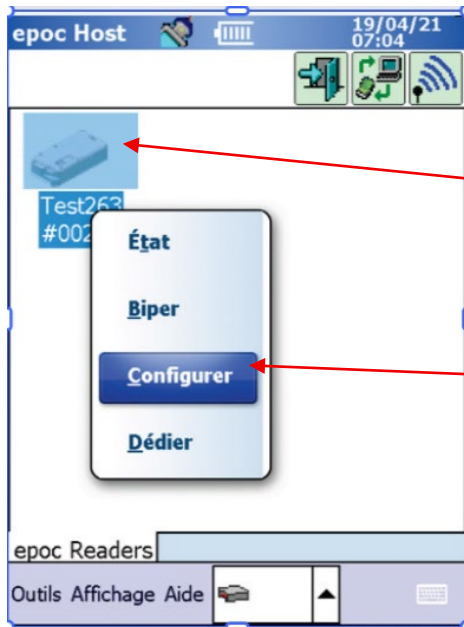 epoc Host
19/04/21
07:04
Test263
#002
État
Biper
Configurer
Dédier
epoc Readers
Outils Affichage Aide